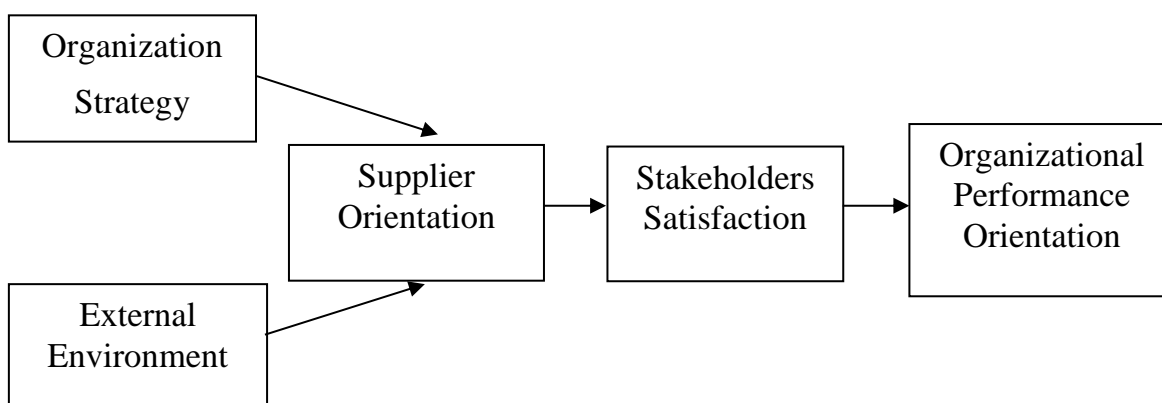 Organization
Strategy
Supplier
Orientation
Stakeholders
Satisfaction
Organizational
Performance
Orientation
External
Environment